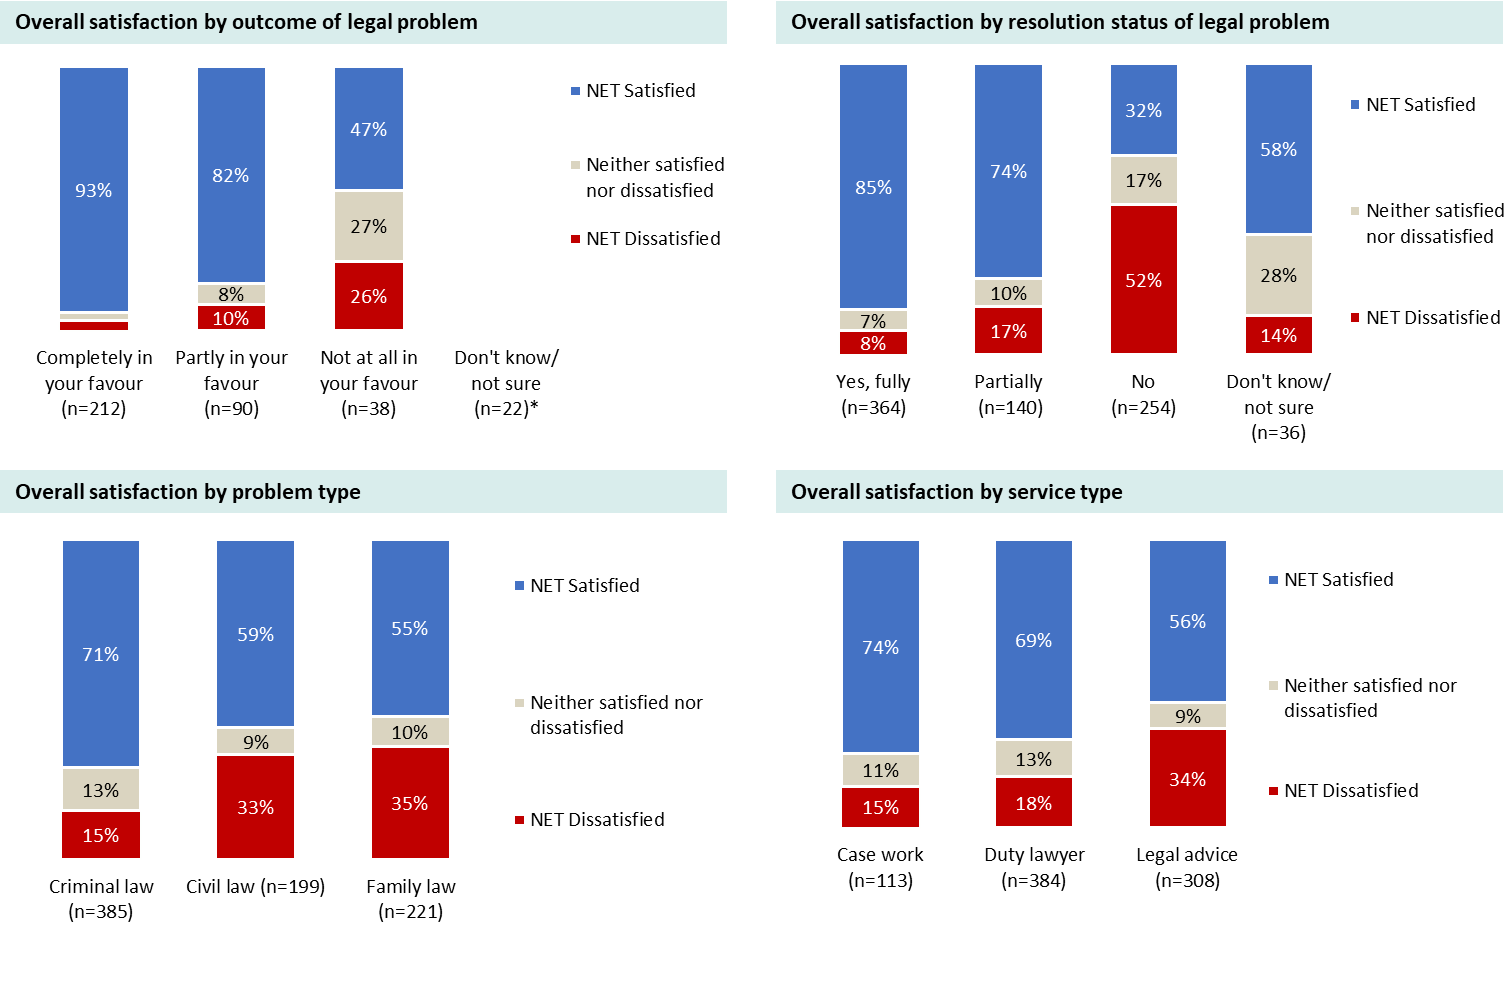 Overall satisfaction by outcome of legal problem
93%
82%
8%
10%
47%
27%
26%
NET Satisfied
Neither satisfied
nor dissatisfied
NET Dissatisfied
Completely in
your favour
(n=212)
Partly in your
favour
(n=90)
Not at all in
your favour
(n=38)
Don't know/
not sure
(n=22)*
Overall satisfaction by resolution status of legal problem
85%
7%
8%
74%
10%
17%
32%
17%
52%
58%
28%
14%
NET Satisfied
Neither satisfied
nor dissatisfied
NET Dissatisfied
Yes, fully
(n=364)
Partially
(n=140)
No
(n=254)
Don't know/
not sure
(n=36)
Overall satisfaction by problem type
71%
13%
15%
59%
9%
33%
55%
10%
35%
NET Satisfied
Neither satisfied nor
dissatisfied
NET Dissatisfied
Criminal law
(n=385)
Civil law (n=199)
Family law
(n=221)
Overall satisfaction by service type
74%
11%
15%
69%
13%
18%
56%
9%
34%
NET Satisfied
Neither satisfied nor
dissatisfied
NET Dissatisfied
Case work
(n=113)
Duty lawyer
(n=384)
Legal advice
(n=308)